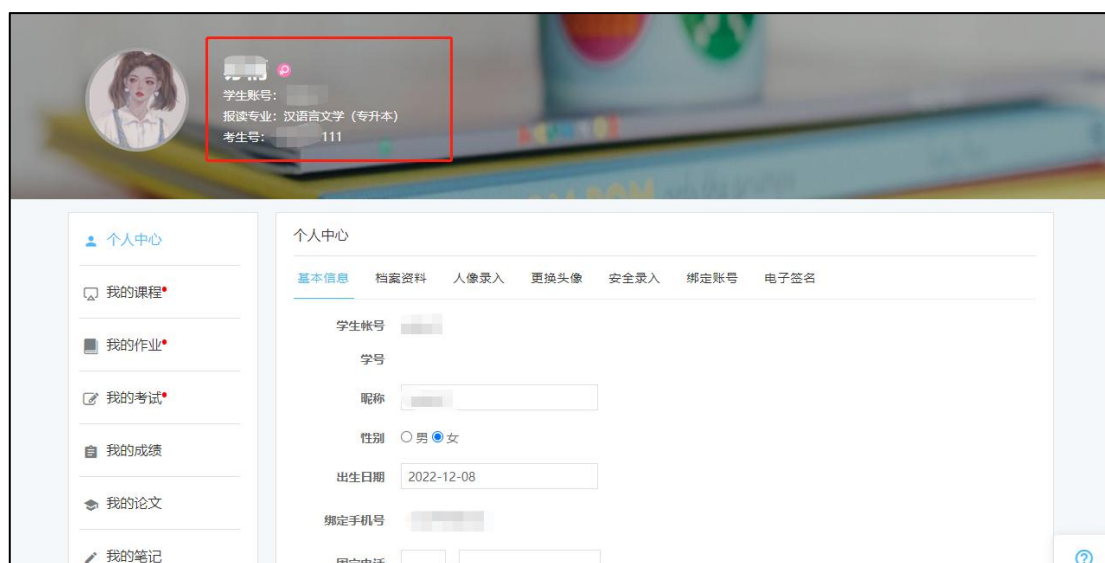 学生账号：
报读专业：汉语言文学（专升本）
考生号： 111
个人中心
我的课程
我的作业
我的考试
我的成绩
我的论文
我的笔记
个人中心
基本信息 档案资料 人像录入 更换头像 安全录入 绑定账号 电子签名
学生帐号
学号
昵称
性别 男 女
出生日期 2022-12-08
绑定手机号
固定电话